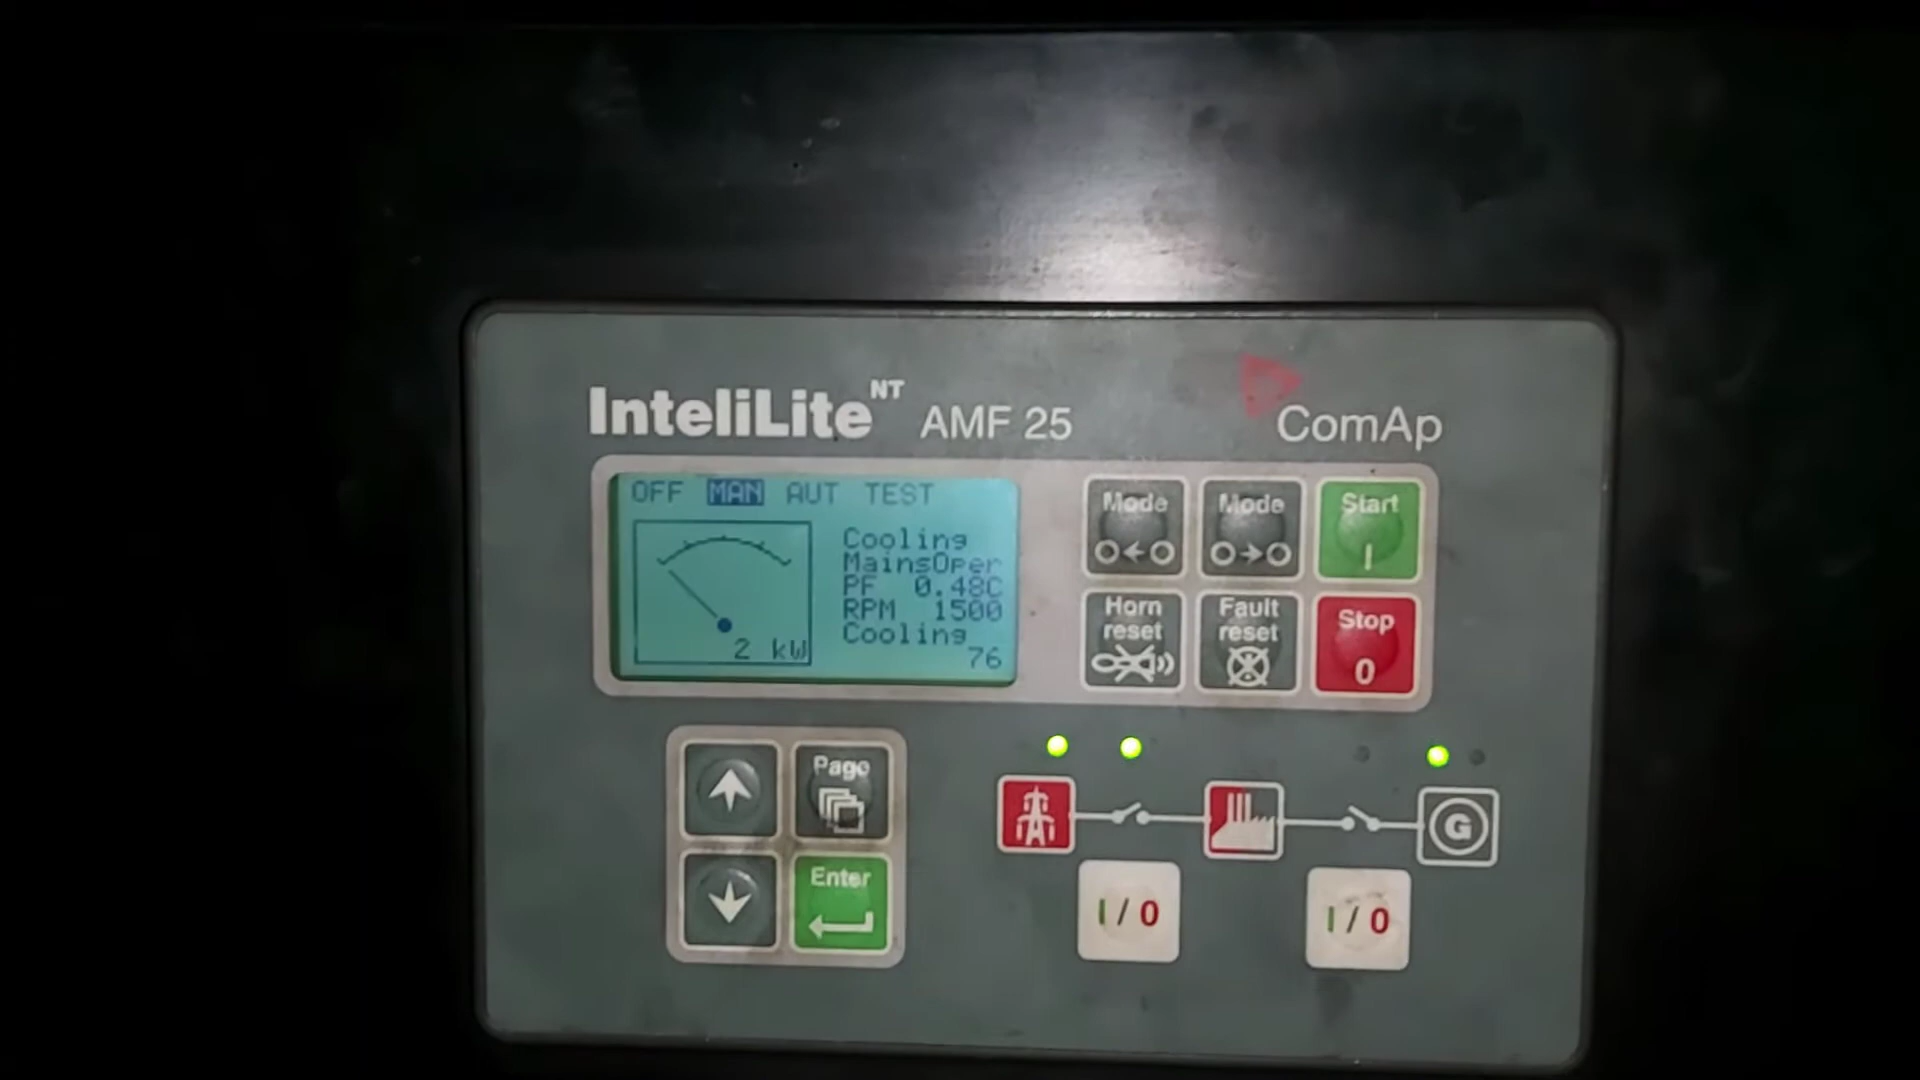 InteliLite NT AMF 25
ComAp
OFF MAN AUT TEST
Cooling
MainsOper
PF 0.48C
RPM 1500
Cooling
76
2 kW
Mode
Mode
Start
I
Horn
reset
Fault
reset
Stop
0
Page
Enter
G
I / 0
I / 0